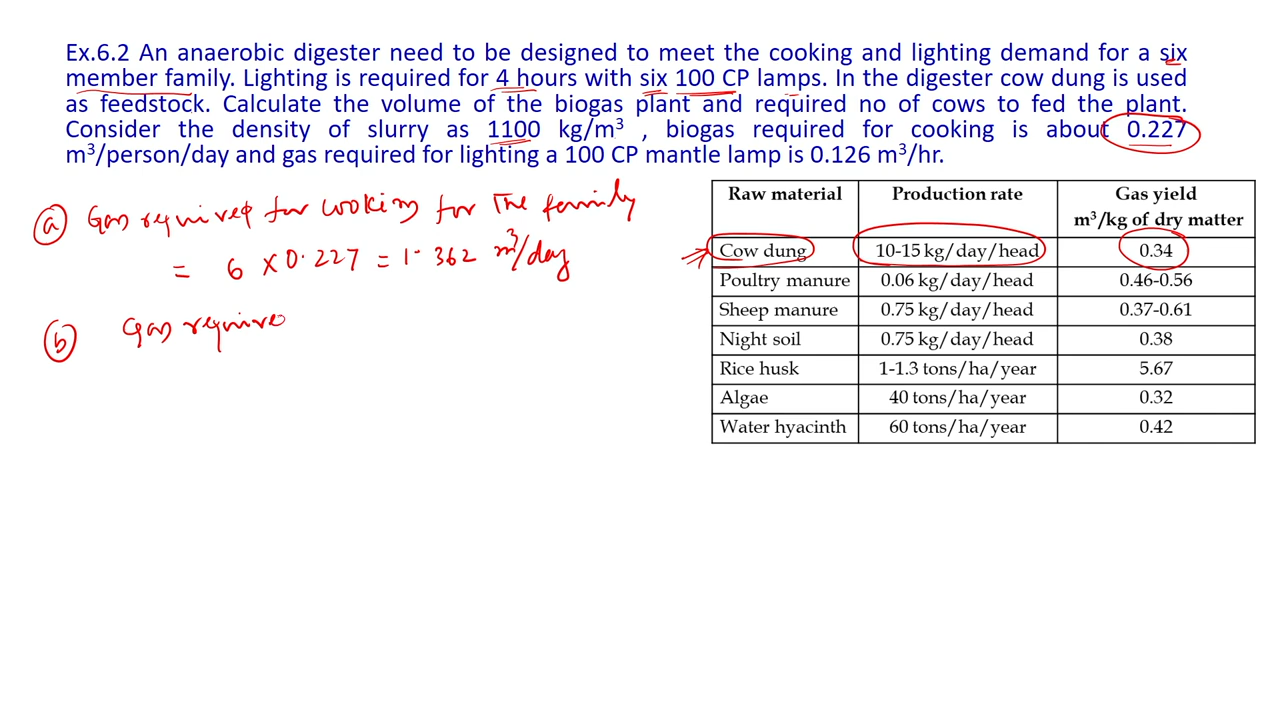 Ex.6.2 An anaerobic digester need to be designed to meet the cooking and lighting demand for a six
member family. Lighting is required for 4 hours with six 100 CP lamps. In the digester cow dung is used
as feedstock. Calculate the volume of the biogas plant and required no of cows to fed the plant.
Consider the density of slurry as 1100 kg/m³ , biogas required for cooking is about 0.227
m³/person/day and gas required for lighting a 100 CP mantle lamp is 0.126 m³/hr.
(a) Gas required for cooking for the family
= 6 × 0.227 = 1.362 m³/day
(b) Gas require
Raw material Production rate Gas yield
m³/kg of dry matter
Cow dung 10-15 kg/day/head 0.34
Poultry manure 0.06 kg/day/head 0.46-0.56
Sheep manure 0.75 kg/day/head 0.37-0.61
Night soil 0.75 kg/day/head 0.38
Rice husk 1-1.3 tons/ha/year 5.67
Algae 40 tons/ha/year 0.32
Water hyacinth 60 tons/ha/year 0.42